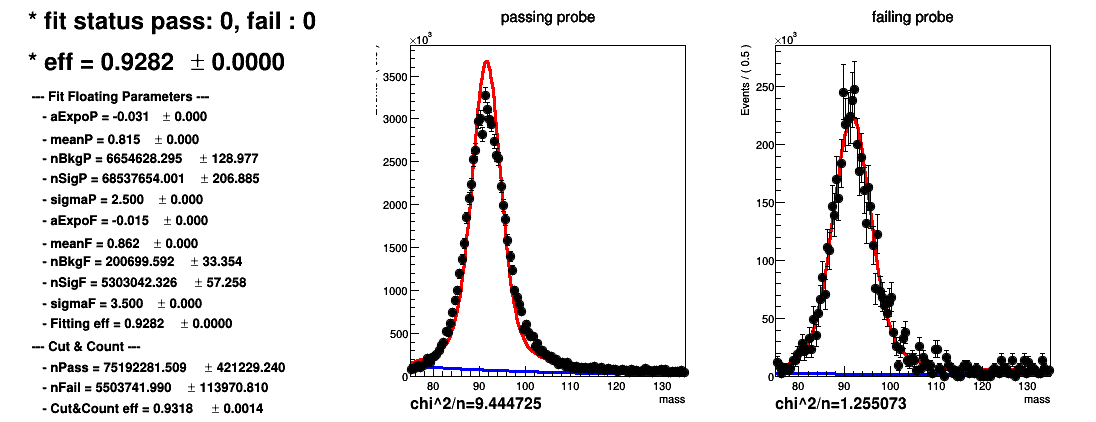 * fit status pass: 0, fail : 0
* eff = 0.9282 ± 0.0000
--- Fit Floating Parameters ---
- aExpoP = -0.031 ± 0.000
- meanP = 0.815 ± 0.000
- nBkgP = 6654628.295 ± 128.977
- nSigP = 68537654.001 ± 206.885
- sigmaP = 2.500 ± 0.000
- aExpoF = -0.015 ± 0.000
- meanF = 0.862 ± 0.000
- nBkgF = 200699.592 ± 33.354
- nSigF = 5303042.326 ± 57.258
- sigmaF = 3.500 ± 0.000
- Fitting eff = 0.9282 ± 0.0000
--- Cut & Count ---
- nPass = 75192281.509 ± 421229.240
- nFail = 5503741.990 ± 113970.810
- Cut&Count eff = 0.9318 ± 0.0014
passing probe
×10³
3500
3000
2500
2000
1500
1000
500
0
80 90 100 110 120 130
mass
chi^2/n=9.444725
failing probe
×10³
Events / ( 0.5 )
250
200
150
100
50
0
80 90 100 110 120 130
mass
chi^2/n=1.255073